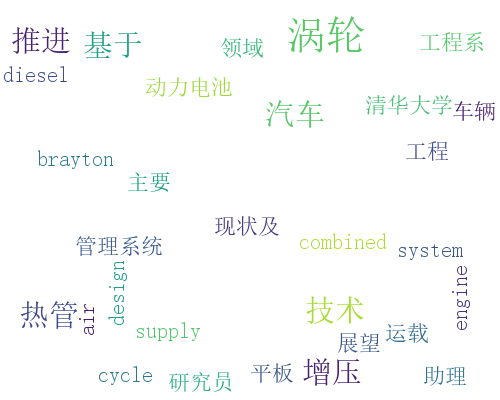 推进 基于 领域 涡轮 工程系
diesel 动力电池 汽车 清华大学 车辆
brayton 主要 工程
管理系统 现状及 combined system
热管 air design supply 技术 运载 engine
cycle 研究员 平板 增压 展望 助理